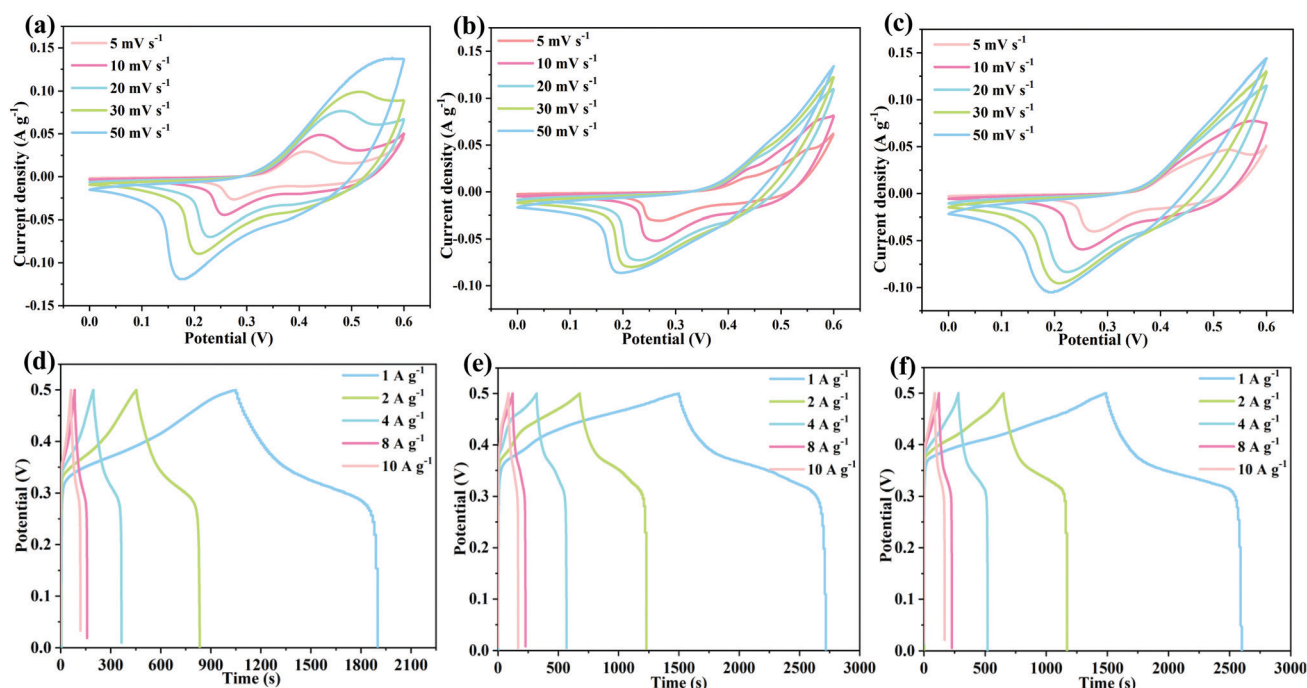 (a)
5 mV s⁻¹
10 mV s⁻¹
20 mV s⁻¹
30 mV s⁻¹
50 mV s⁻¹
Current density (A g⁻¹)
0.15
0.10
0.05
0.00
-0.05
-0.10
-0.15
0.0 0.1 0.2 0.3 0.4 0.5 0.6
Potential (V)
(b)
5 mV s⁻¹
10 mV s⁻¹
20 mV s⁻¹
30 mV s⁻¹
50 mV s⁻¹
Current density (A g⁻¹)
0.15
0.10
0.05
0.00
-0.05
-0.10
0.0 0.1 0.2 0.3 0.4 0.5 0.6
Potential (V)
(c)
5 mV s⁻¹
10 mV s⁻¹
20 mV s⁻¹
30 mV s⁻¹
50 mV s⁻¹
Current density (A g⁻¹)
0.15
0.10
0.05
0.00
-0.05
-0.10
0.0 0.1 0.2 0.3 0.4 0.5 0.6
Potential (V)
(d)
1 A g⁻¹
2 A g⁻¹
4 A g⁻¹
8 A g⁻¹
10 A g⁻¹
Potential (V)
0.5
0.4
0.3
0.2
0.1
0.0
0 300 600 900 1200 1500 1800 2100
Time (s)
(e)
1 A g⁻¹
2 A g⁻¹
4 A g⁻¹
8 A g⁻¹
10 A g⁻¹
Potential (V)
0.5
0.4
0.3
0.2
0.1
0.0
0 500 1000 1500 2000 2500 3000
Time (s)
(f)
1 A g⁻¹
2 A g⁻¹
4 A g⁻¹
8 A g⁻¹
10 A g⁻¹
Potential (V)
0.5
0.4
0.3
0.2
0.1
0.0
0 500 1000 1500 2000 2500 3000
Time (s)